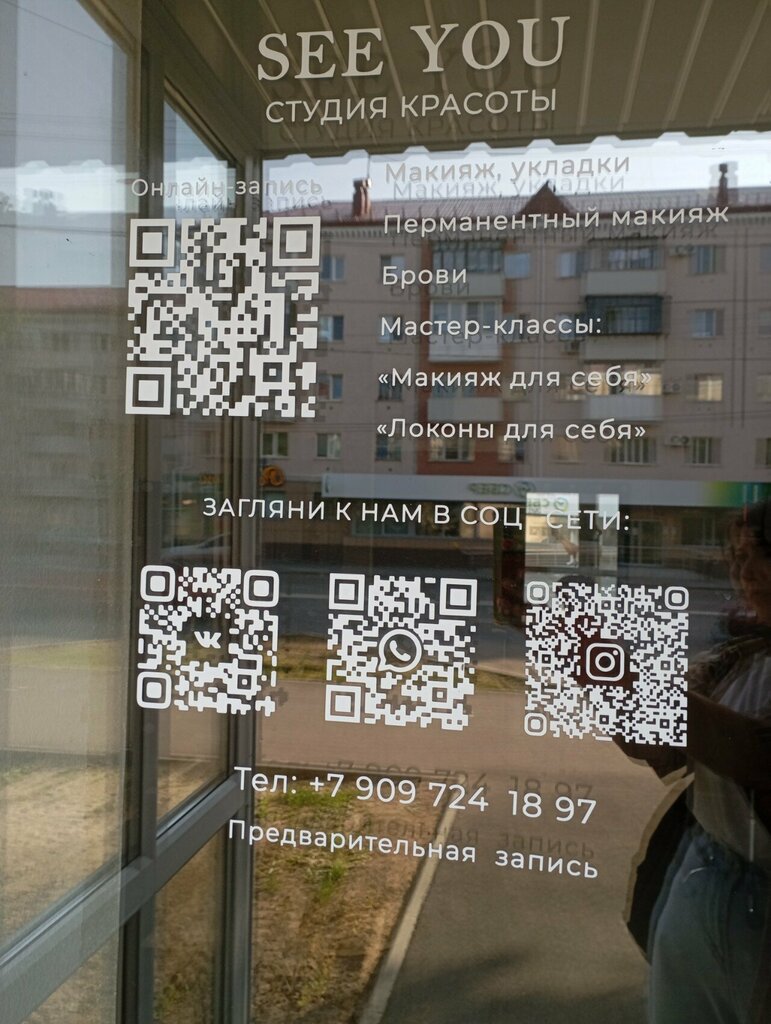 SEE YOU
СТУДИЯ КРАСОТЫ
Онлайн-запись
Макияж, укладки
Перманентный макияж
Брови
Мастер-классы:
«Макияж для себя»
«Локоны для себя»
ЗАГЛЯНИ К НАМ В СОЦ СЕТИ:
Тел: +7 909 724 18 97
Предварительная запись